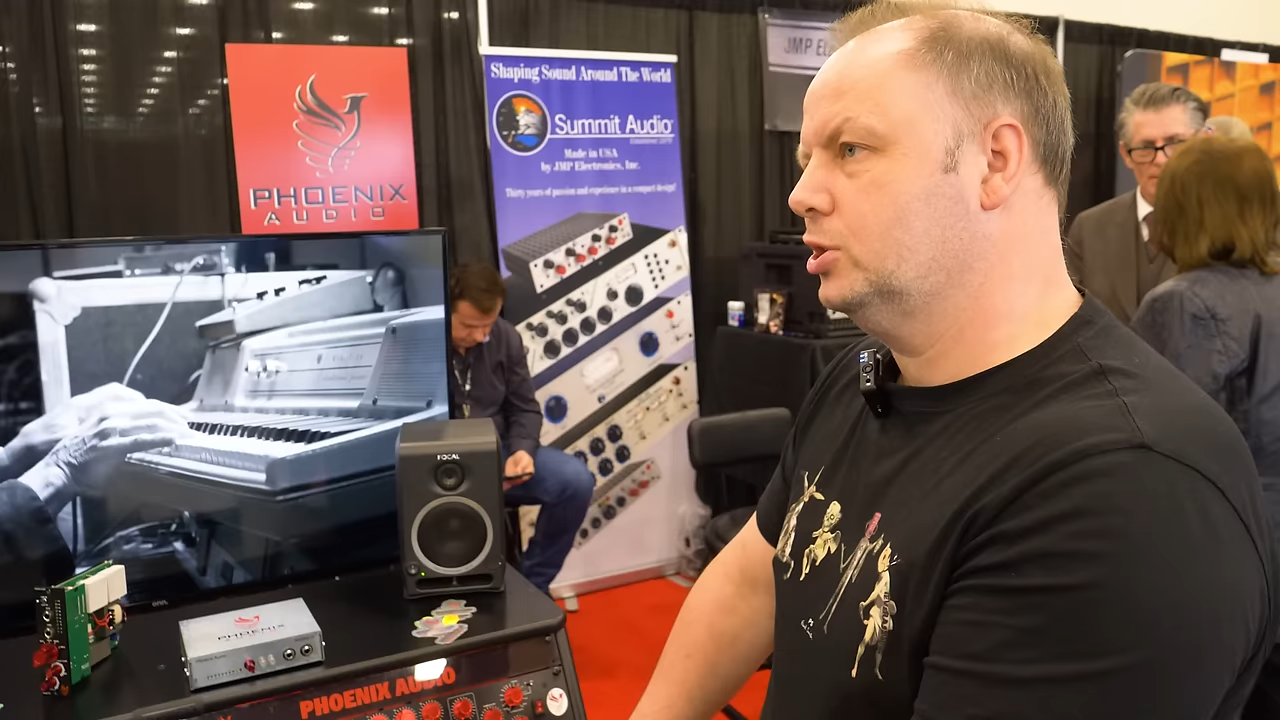 PHOENIX
AUDIO
Shaping Sound Around The World
Summit Audio
Made in USA
by JMP Electronics, Inc.
Thirty years of passion and experience in a compact design!
JMP
FOCAL
PHOENIX
PHOENIX AUDIO